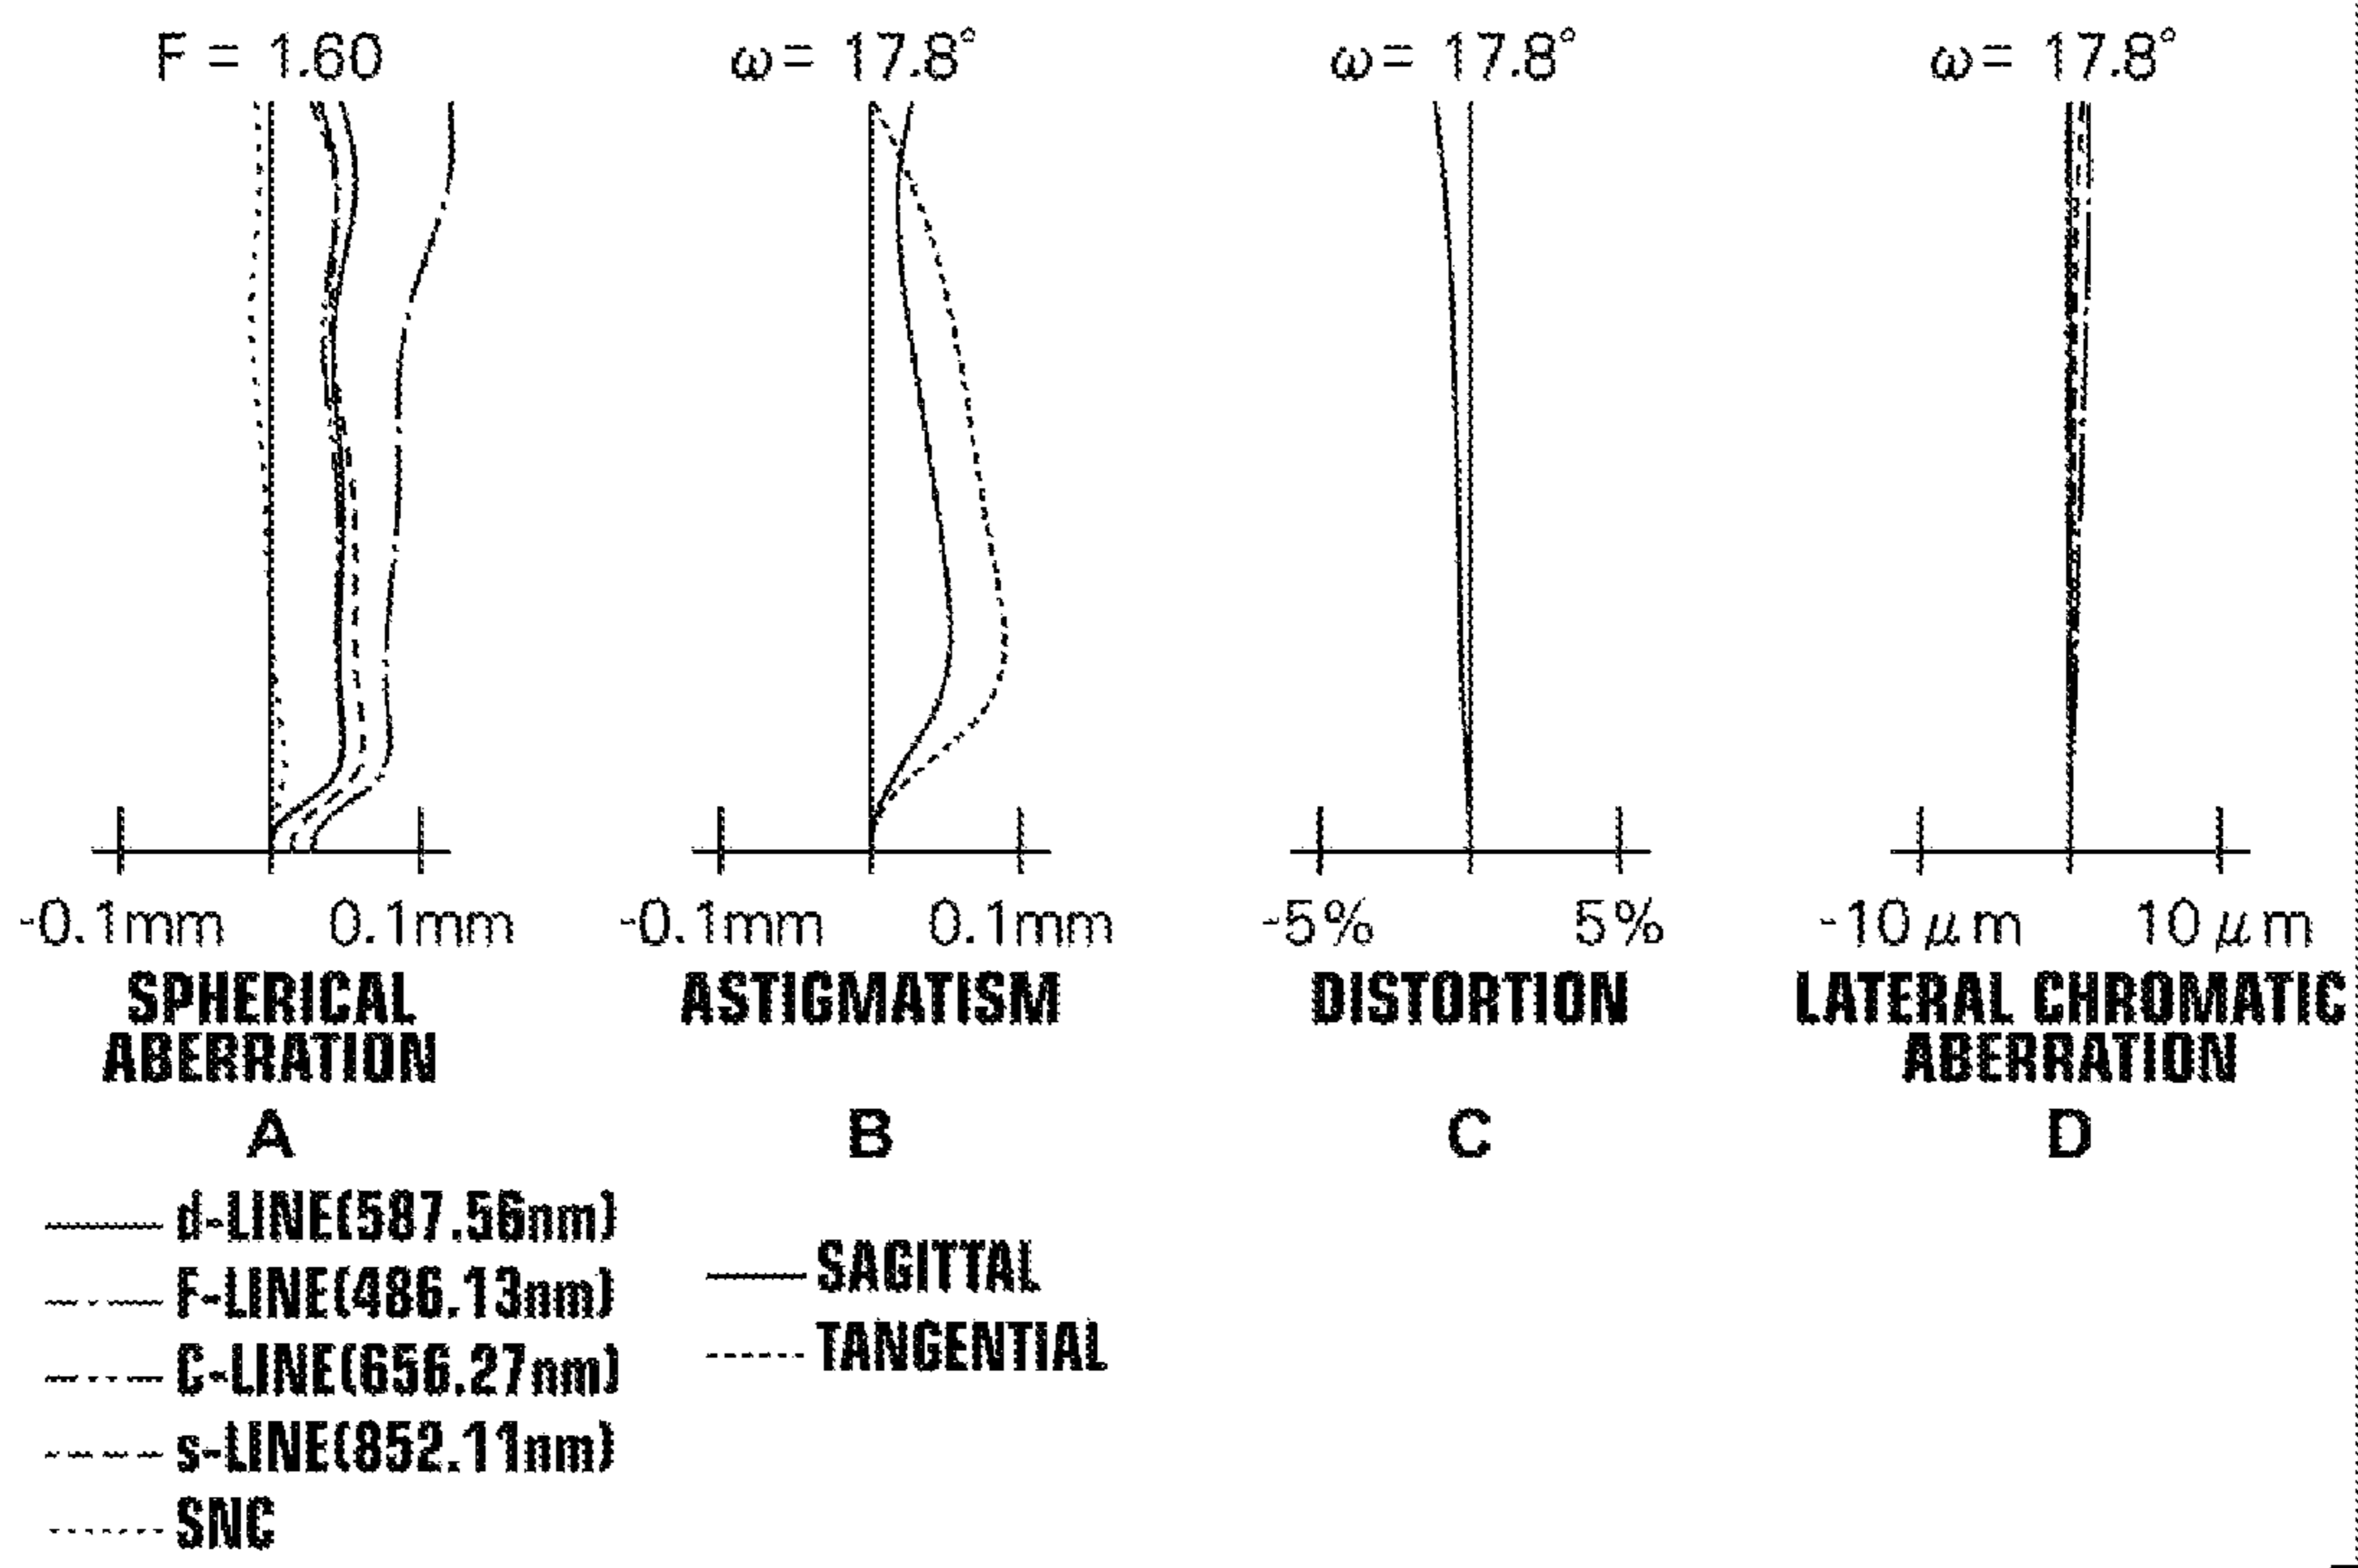 F = 1.60
ω= 17.8°
ω= 17.8°
ω= 17.8°
-0.1mm 0.1mm
-0.1mm 0.1mm
-5% 5%
-10μm 10μm
SPHERICAL
ABERRATION
ASTIGMATISM
DISTORTION
LATERAL CHROMATIC
ABERRATION
A
B
C
D
d-LINE(587.56nm)
F-LINE(486.13nm)
C-LINE(656.27nm)
s-LINE(852.11nm)
SNC
SAGITTAL
TANGENTIAL